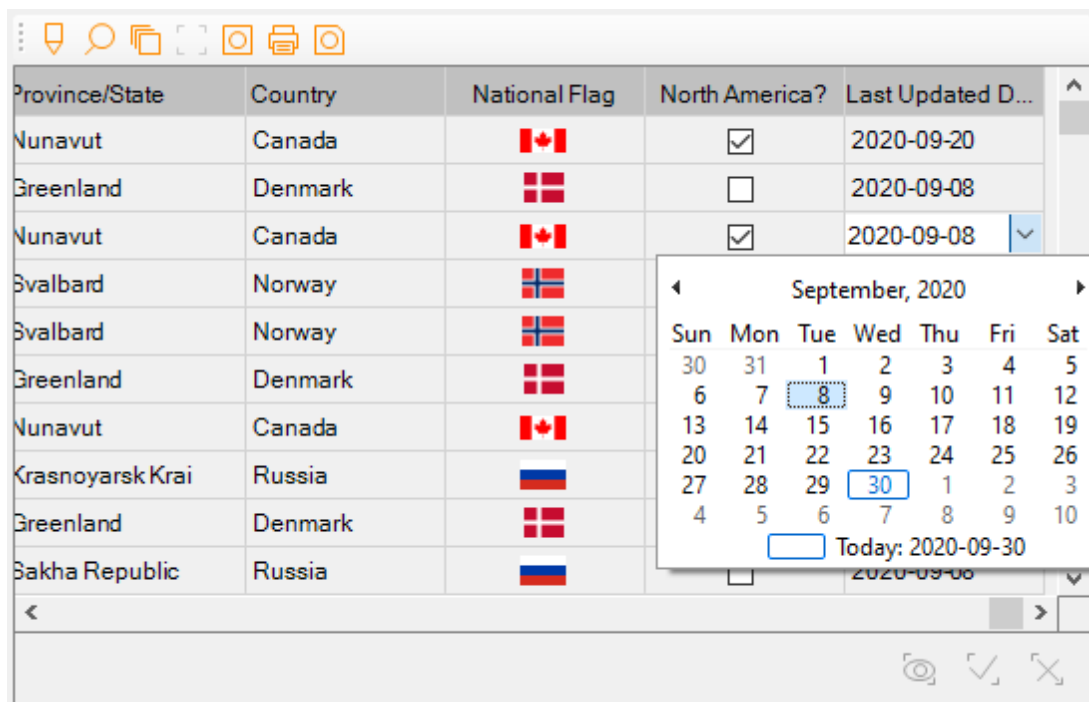 Province/State Country National Flag North America? Last Updated D...
Nunavut Canada 2020-09-20
Greenland Denmark 2020-09-08
Nunavut Canada 2020-09-08
Svalbard Norway
Svalbard Norway
Greenland Denmark
Nunavut Canada
Krasnoyarsk Krai Russia
Greenland Denmark
Sakha Republic Russia 2020-09-08
September, 2020
Sun Mon Tue Wed Thu Fri Sat
30 31 1 2 3 4 5
6 7 8 9 10 11 12
13 14 15 16 17 18 19
20 21 22 23 24 25 26
27 28 29 30 1 2 3
4 5 6 7 8 9 10
Today: 2020-09-30